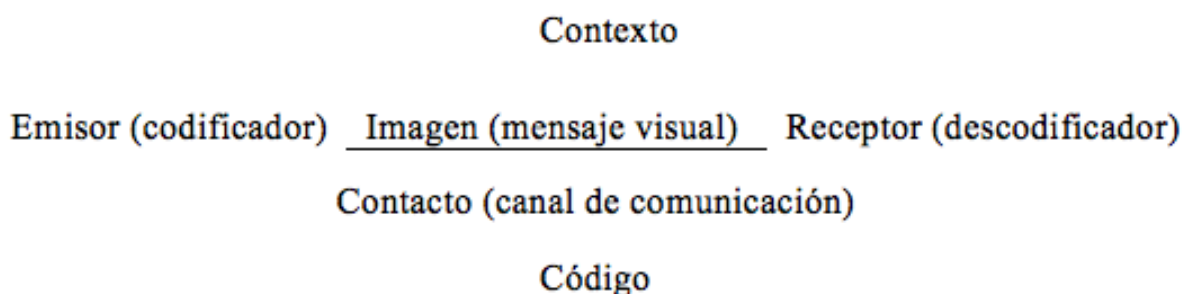 Contexto
Emisor (codificador) Imagen (mensaje visual) Receptor (descodificador)
Contacto (canal de comunicación)
Código